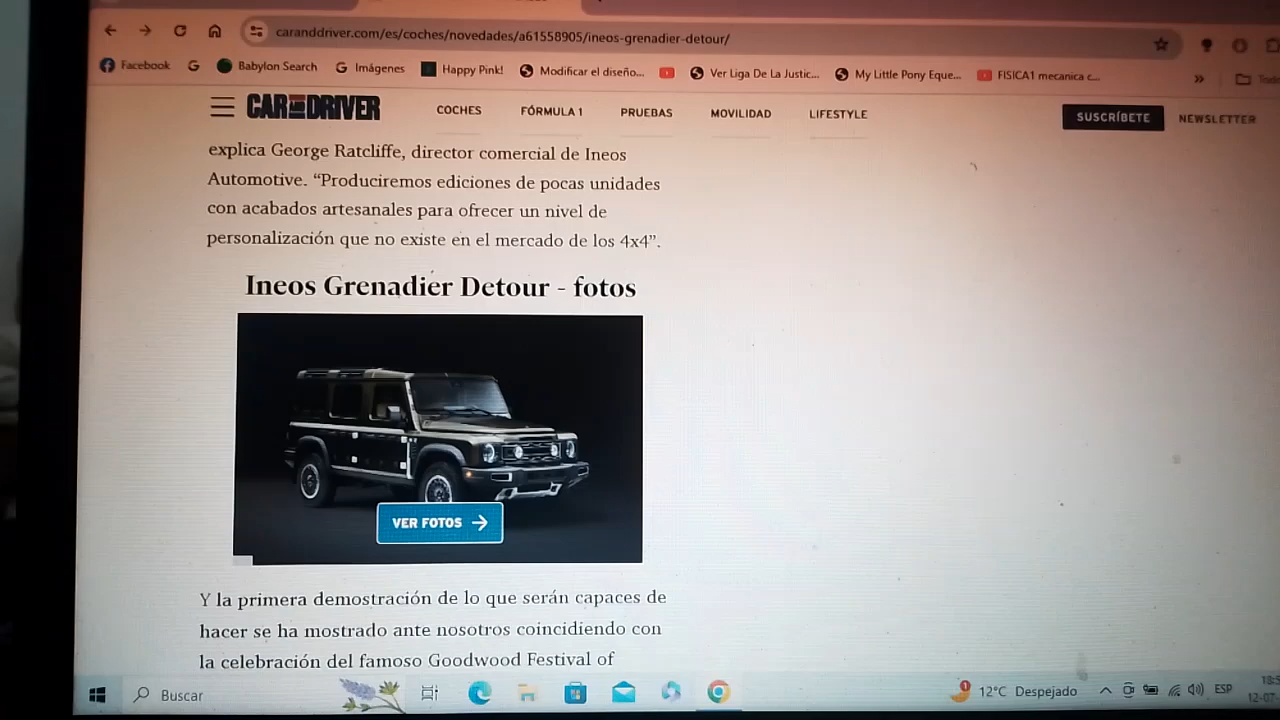 caranddriver.com/es/coches/novedades/a61558905/ineos-grenadier-detour/
Facebook G Babylon Search G Imágenes Happy Pink! Modificar el diseño... Ver Liga De La Justic... My Little Pony Eque... FISICA1 mecanica c... »
CAR AND DRIVER COCHES FÓRMULA 1 PRUEBAS MOVILIDAD LIFESTYLE SUSCRÍBETE NEWSLETTER
explica George Ratcliffe, director comercial de Ineos
Automotive. “Produciremos ediciones de pocas unidades
con acabados artesanales para ofrecer un nivel de
personalización que no existe en el mercado de los 4x4”.
Ineos Grenadier Detour - fotos
VER FOTOS
Y la primera demostración de lo que serán capaces de
hacer se ha mostrado ante nosotros coincidiendo con
la celebración del famoso Goodwood Festival of
Buscar 1 12°C Despejado ESP